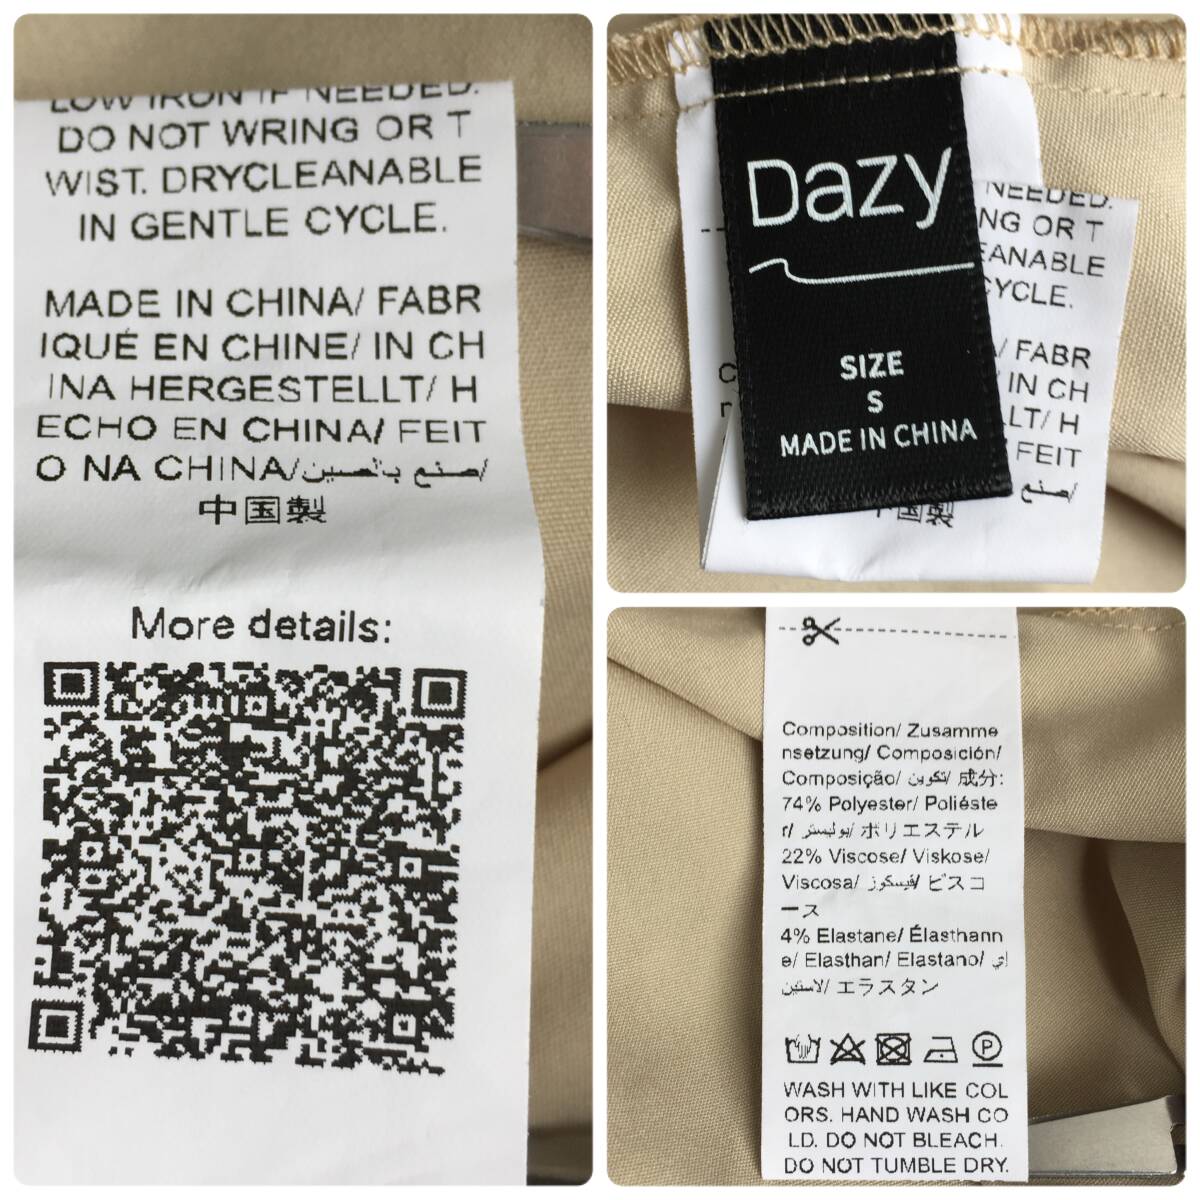 LOW IRON IF NEEDED.
DO NOT WRING OR T
WIST. DRYCLEANABLE
IN GENTLE CYCLE.
MADE IN CHINA/ FABR
IQUÉ EN CHINE/ IN CH
INA HERGESTELLT/ H
ECHO EN CHINA/ FEIT
O NA CHINA/صنع بالصين/
中国製
More details:
Dazy
SIZE
S
MADE IN CHINA
NEEDED.
NG OR T
EANABLE
CYCLE.
/ FABR
IN CH
LT/ H
FEIT
国製
Composition/ Zusamme
nsetzung/ Composición/
Composição/ تكوين/ 成分:
74% Polyester/ Poliéste
r/ بوليستر/ ポリエステル
22% Viscose/ Viskose/
Viscosa/ فيسكوز/ ビスコ
ース
4% Elastane/ Élasthann
e/ Elasthan/ Elastano/ إي
لاستين/ エラスタン
WASH WITH LIKE COL
ORS. HAND WASH CO
LD. DO NOT BLEACH.
DO NOT TUMBLE DRY.